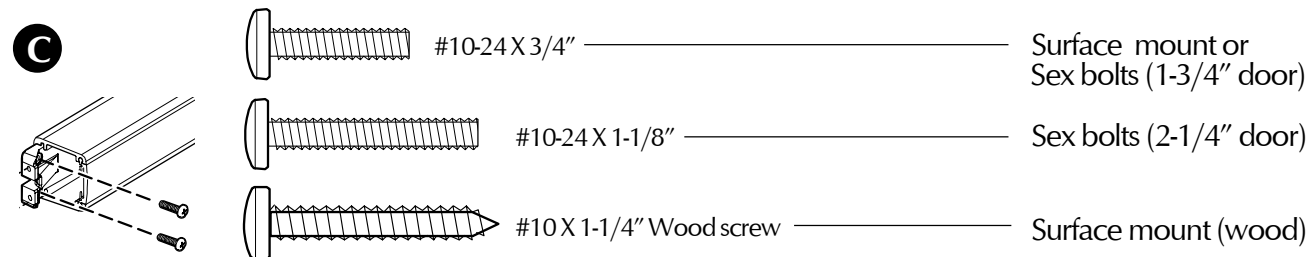 C
#10-24 X 3/4”
Surface mount or
Sex bolts (1-3/4” door)
#10-24 X 1-1/8”
Sex bolts (2-1/4” door)
#10 X 1-1/4” Wood screw
Surface mount (wood)